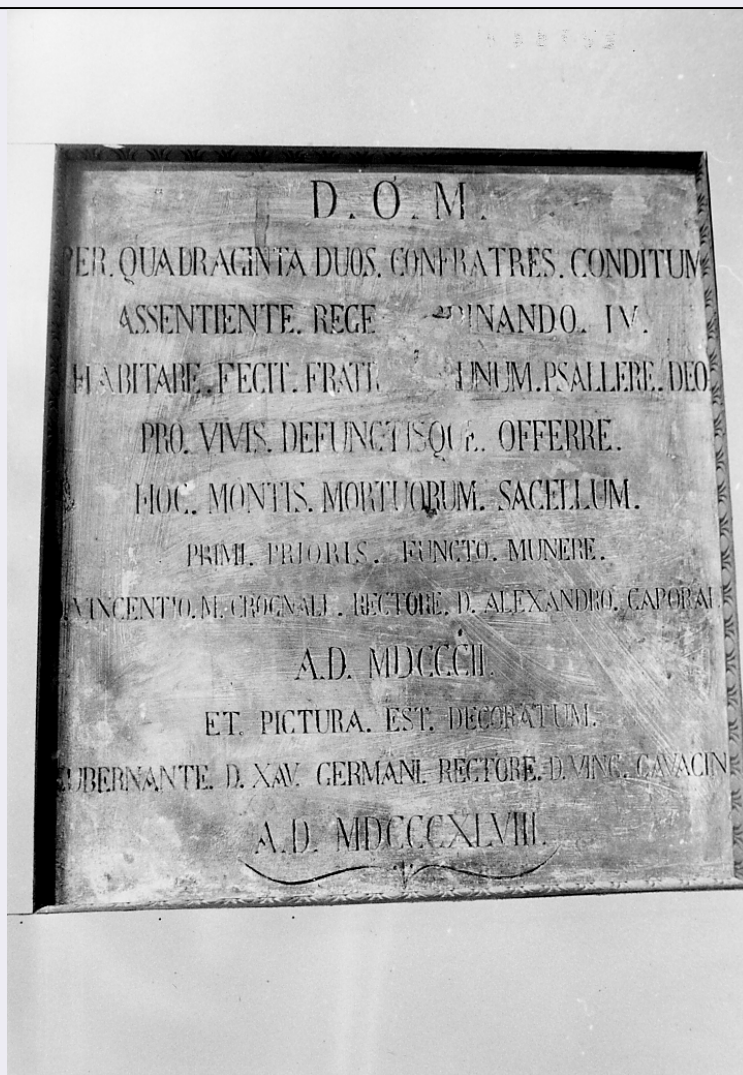 D. O. M.
PER. QUADRAGINTA DUOS. CONFRATRES. CONDITUM
ASSENTIENTE. REGE INANDO. IV.
HABITARE. FECIT. FRAT UNUM. PSALLERE. DEO
PRO. VIVIS. DEFUNCTISQUE. OFFERRE.
HOC. MONTIS. MORTUORUM. SACELLUM.
PRIMI. PRIORIS. FUNCTO. MUNERE.
VINCENTIO. M. CROGNALI. RECTORE. D. ALEXANDRO. CAPORAL
A.D. MDCCCII.
ET. PICTURA. EST. DECORATUM.
UBERNANTE. D. XAV. GERMANI. RECTORE. D. VINC. CAVACIN
A.D. MDCCCXLVIII.